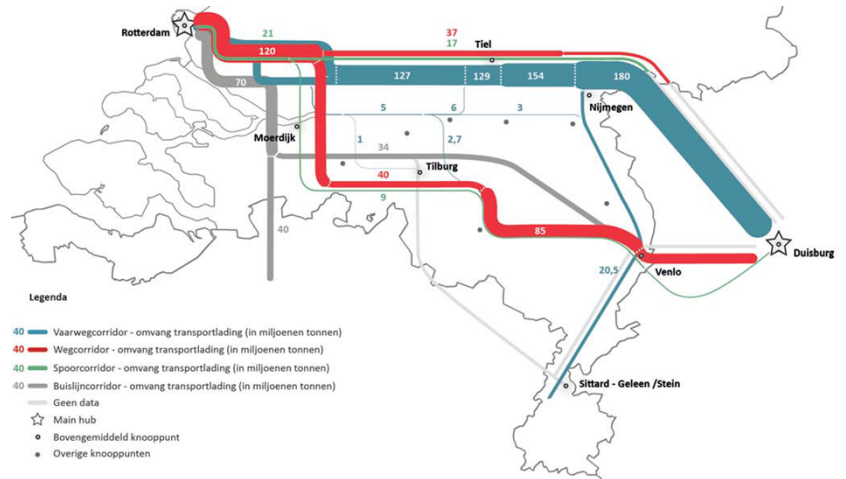 Rotterdam
21
120
37
17
Tiel
70
127
129
154
180
Nijmegen
5
6
3
Moerdijk
1
2,7
34
Tilburg
40
9
85
40
Duisburg
20,5
Venlo
Sittard - Geleen /Stein
Legenda
40 Vaarwegcorridor - omvang transportlading (in miljoenen tonnen)
40 Wegcorridor - omvang transportlading (in miljoenen tonnen)
40 Spoorcorridor - omvang transportlading (in miljoenen tonnen)
40 Buislijncorridor - omvang transportlading (in miljoenen tonnen)
Geen data
Main hub
Bovengemiddeld knooppunt
Overige knooppunten